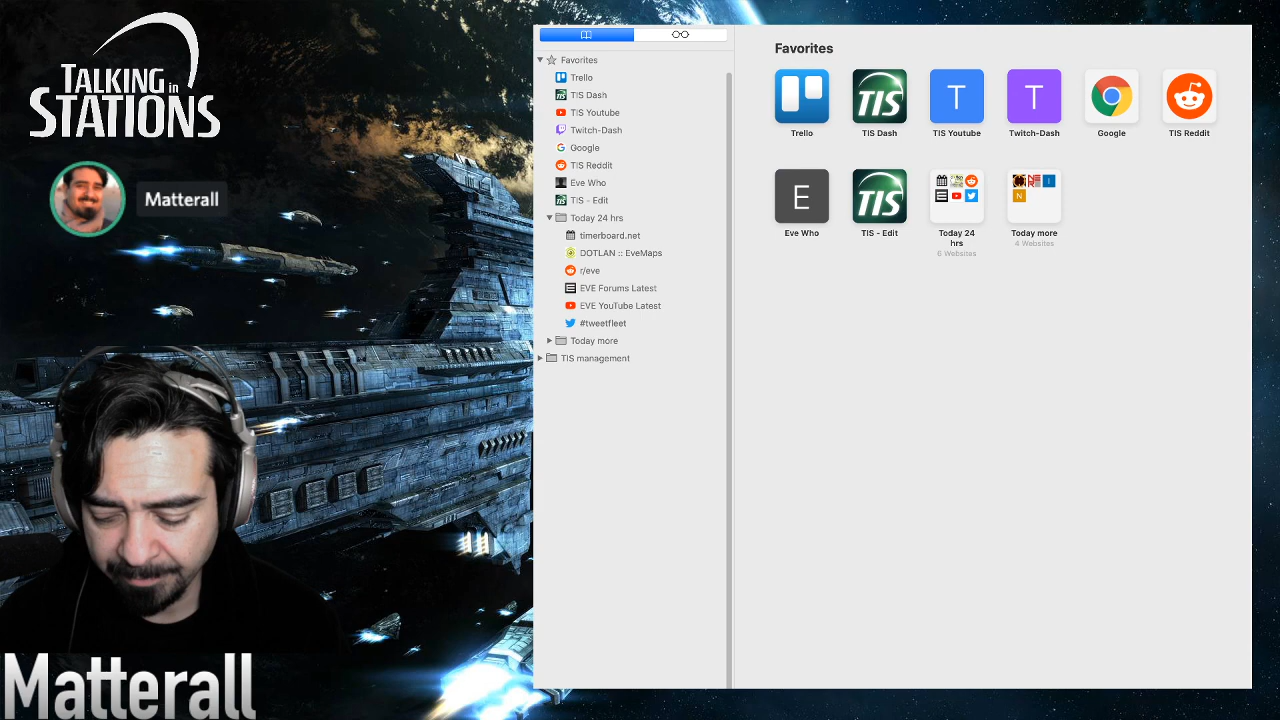 TALKING in
STATIONS
Matterall
Matterall
Favorites
Trello
TIS Dash
TIS Youtube
Twitch-Dash
Google
TIS Reddit
Eve Who
TIS - Edit
Today 24 hrs
timerboard.net
DOTLAN :: EveMaps
r/eve
EVE Forums Latest
EVE YouTube Latest
#tweetfleet
Today more
TIS management
Favorites
TIS
T
T
Trello
TIS Dash
TIS Youtube
Twitch-Dash
Google
TIS Reddit
E
TIS
Eve Who
TIS - Edit
Today 24
hrs
6 Websites
Today more
4 Websites